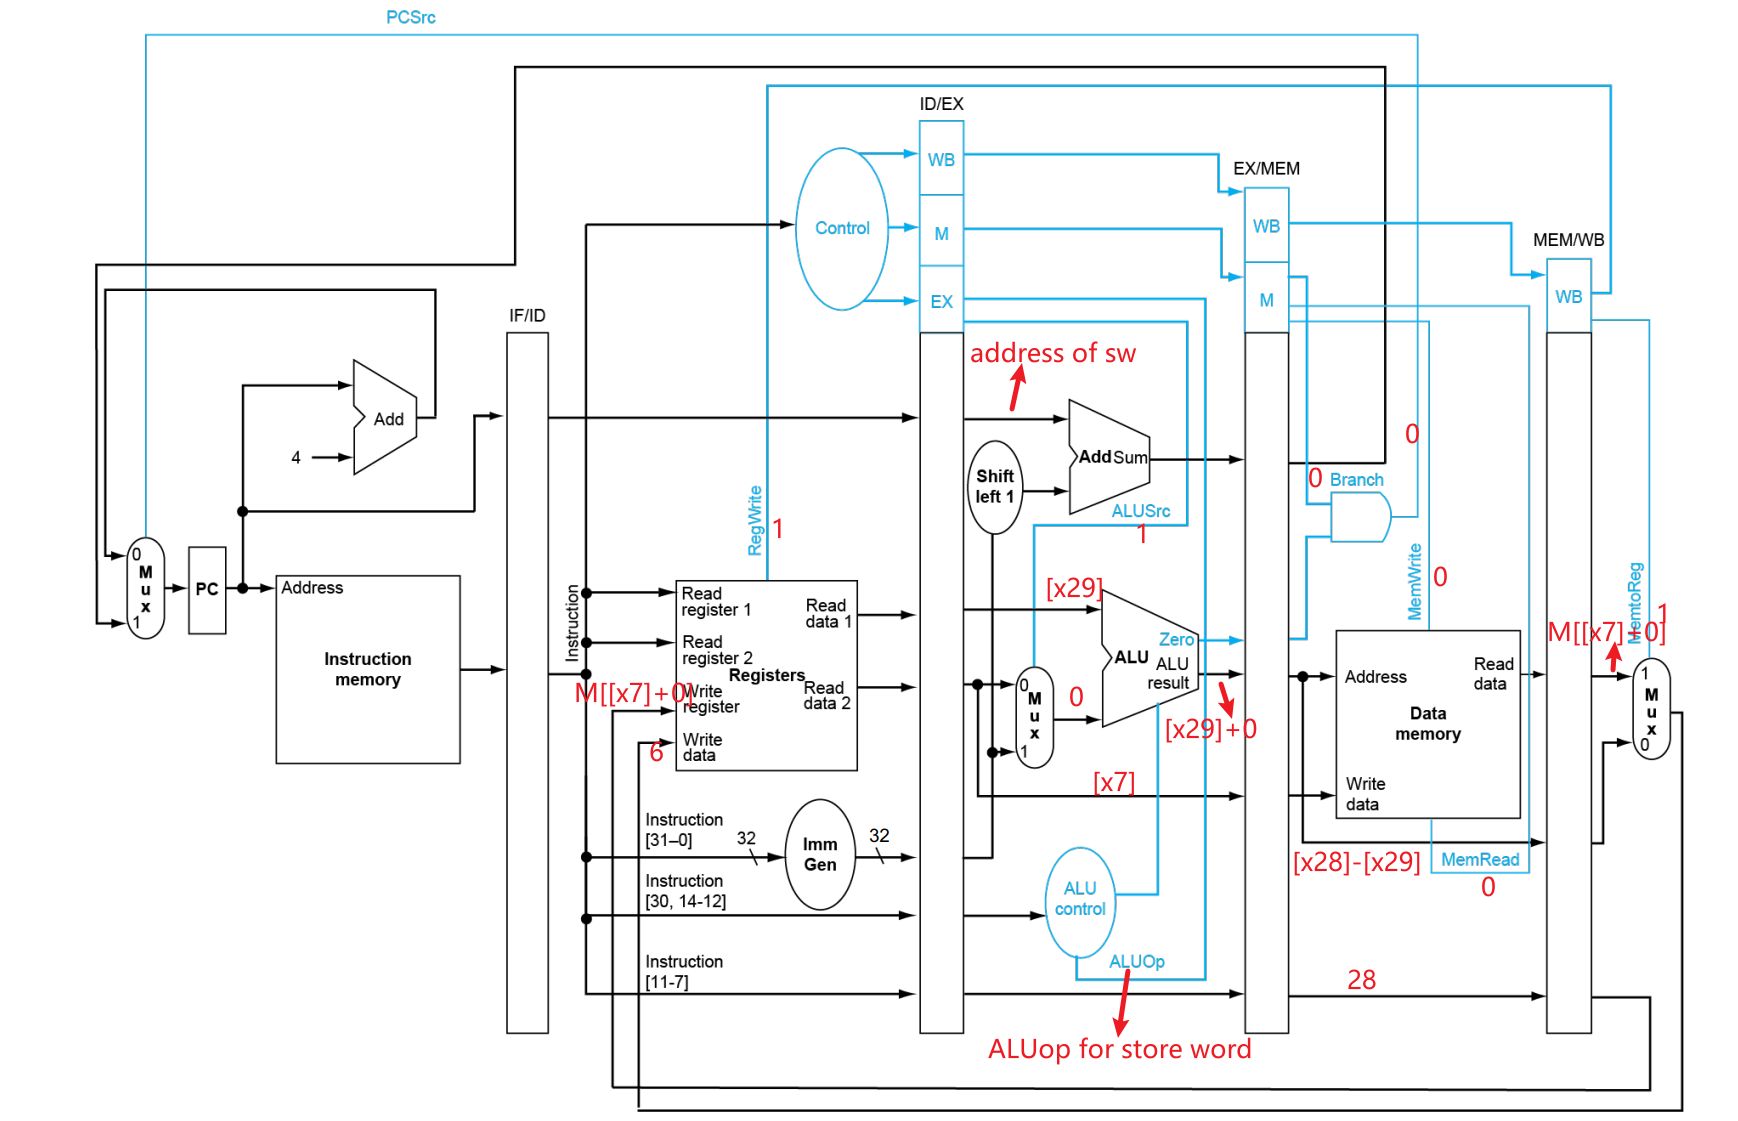 PCSrc
ID/EX
WB
EX/MEM
Control
M
WB
MEM/WB
EX
M
WB
IF/ID
address of sw
Add
4
Add Sum
0
0 Branch
Shift
left 1
ALUSrc
1
RegWrite
1
0
M
u
x
1
PC
Address
Instruction
memory
Instruction
Read
register 1
Read
data 1
Read
register 2
Registers
M[[x7]+0]
Write
register
Read
data 2
Write
data
6
[x29]
Zero
ALU
ALU
result
0
M
u
x
1
0
[x29]+0
[x7]
MemWrite
0
MemtoReg
1
M[[x7]+0]
Address
Read
data
Data
memory
Write
data
1
M
u
x
0
Instruction
[31–0]
32
Imm
Gen
32
[x28]-[x29]
MemRead
0
Instruction
[30, 14-12]
ALU
control
ALUOp
Instruction
[11-7]
28
ALUop for store word